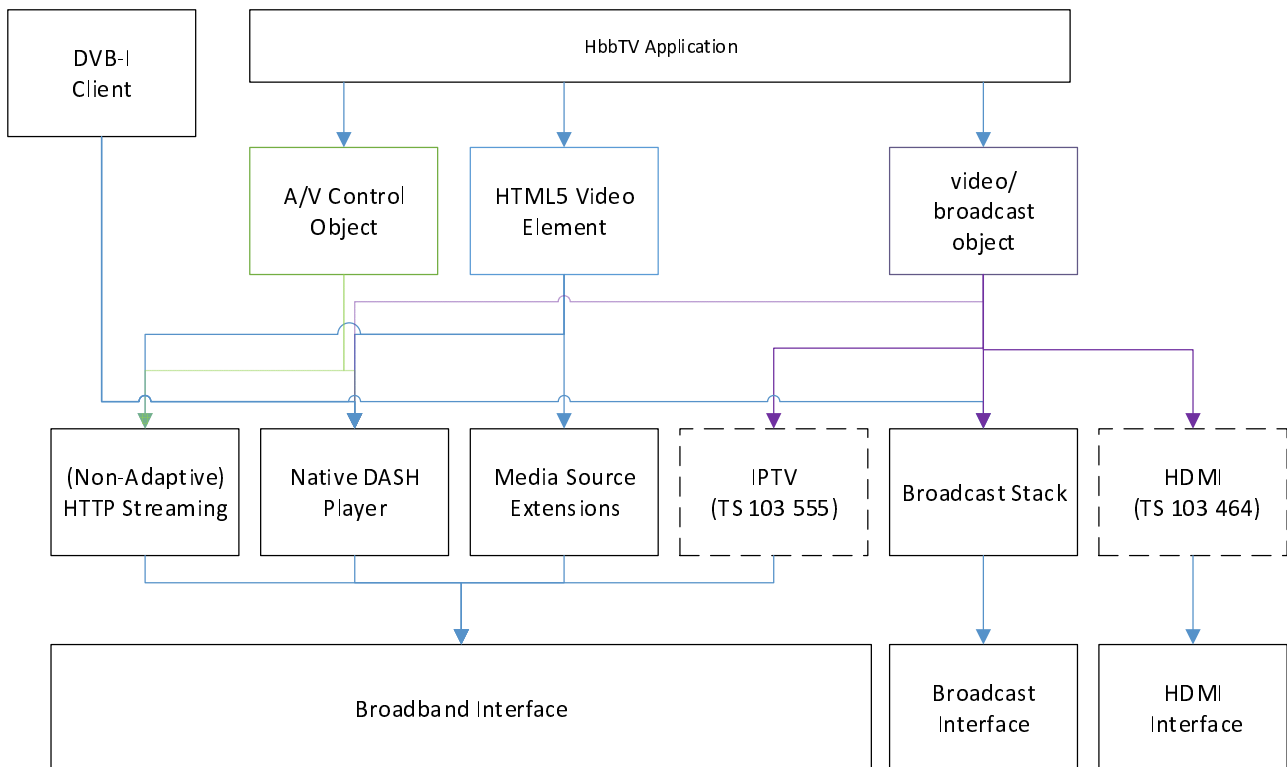 DVB-I
Client
HbbTV Application
A/V Control
Object
HTML5 Video
Element
video/
broadcast
object
(Non-Adaptive)
HTTP Streaming
Native DASH
Player
Media Source
Extensions
IPTV
(TS 103 555)
Broadcast Stack
HDMI
(TS 103 464)
Broadband Interface
Broadcast
Interface
HDMI
Interface